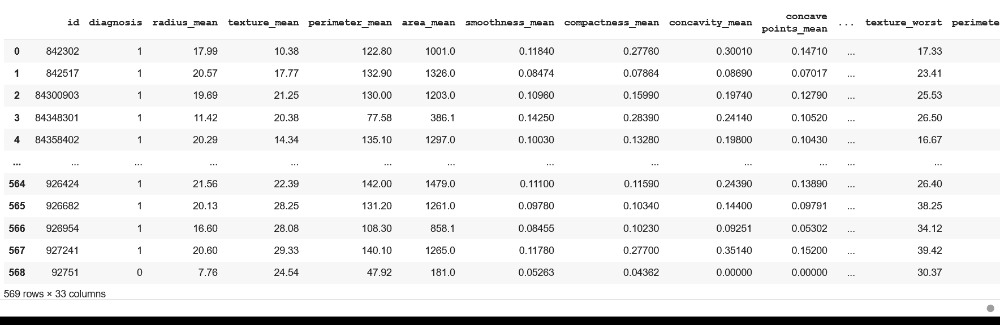 id diagnosis radius_mean texture_mean perimeter_mean area_mean smoothness_mean compactness_mean concavity_mean concave points_mean ... texture_worst perimete
0 842302 1 17.99 10.38 122.80 1001.0 0.11840 0.27760 0.30010 0.14710 ... 17.33
1 842517 1 20.57 17.77 132.90 1326.0 0.08474 0.07864 0.08690 0.07017 ... 23.41
2 84300903 1 19.69 21.25 130.00 1203.0 0.10960 0.15990 0.19740 0.12790 ... 25.53
3 84348301 1 11.42 20.38 77.58 386.1 0.14250 0.28390 0.24140 0.10520 ... 26.50
4 84358402 1 20.29 14.34 135.10 1297.0 0.10030 0.13280 0.19800 0.10430 ... 16.67
... ... ... ... ... ... ... ... ... ... ... ... ...
564 926424 1 21.56 22.39 142.00 1479.0 0.11100 0.11590 0.24390 0.13890 ... 26.40
565 926682 1 20.13 28.25 131.20 1261.0 0.09780 0.10340 0.14400 0.09791 ... 38.25
566 926954 1 16.60 28.08 108.30 858.1 0.08455 0.10230 0.09251 0.05302 ... 34.12
567 927241 1 20.60 29.33 140.10 1265.0 0.11780 0.27700 0.35140 0.15200 ... 39.42
568 92751 0 7.76 24.54 47.92 181.0 0.05263 0.04362 0.00000 0.00000 ... 30.37
569 rows × 33 columns